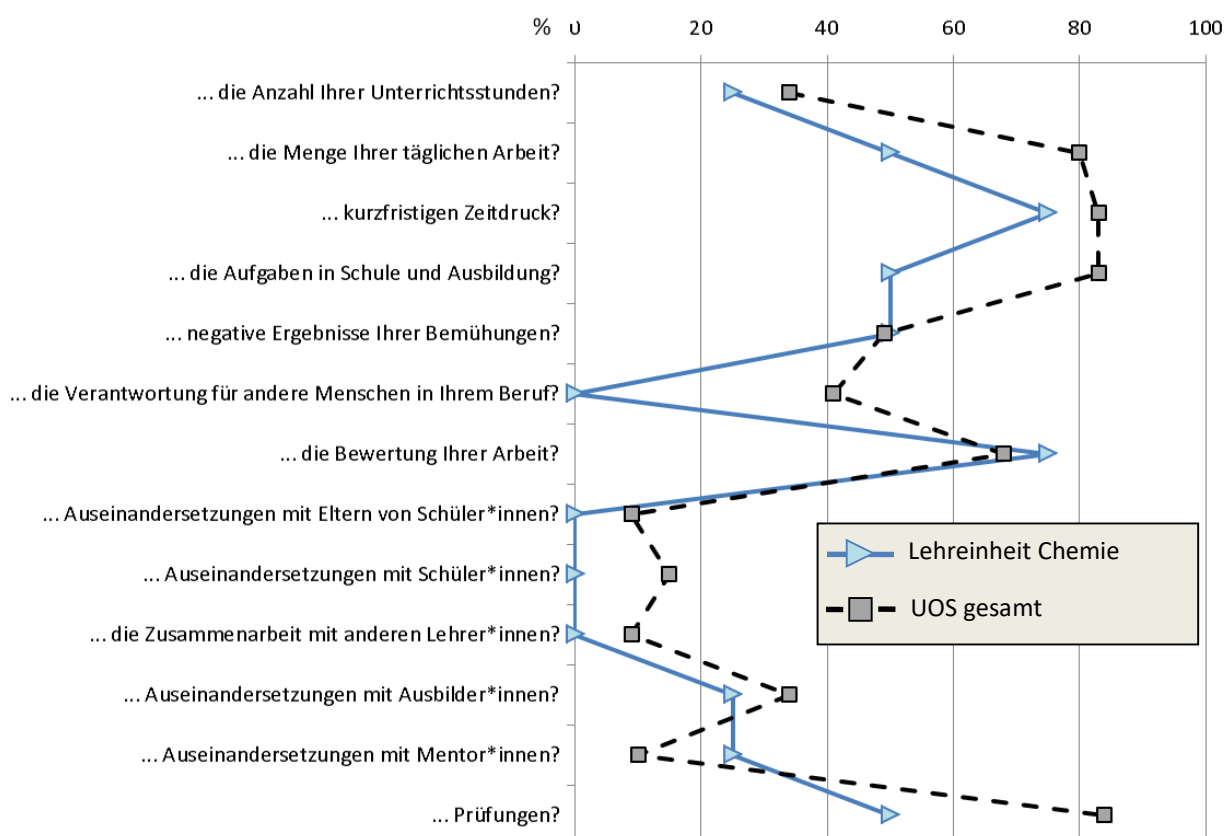 % 0 20 40 60 80 100
... die Anzahl Ihrer Unterrichtsstunden?
... die Menge Ihrer täglichen Arbeit?
... kurzfristigen Zeitdruck?
... die Aufgaben in Schule und Ausbildung?
... negative Ergebnisse Ihrer Bemühungen?
... die Verantwortung für andere Menschen in Ihrem Beruf?
... die Bewertung Ihrer Arbeit?
... Auseinandersetzungen mit Eltern von Schüler*innen?
... Auseinandersetzungen mit Schüler*innen?
... die Zusammenarbeit mit anderen Lehrer*innen?
... Auseinandersetzungen mit Ausbilder*innen?
... Auseinandersetzungen mit Mentor*innen?
... Prüfungen?
Lehreinheit Chemie
UOS gesamt